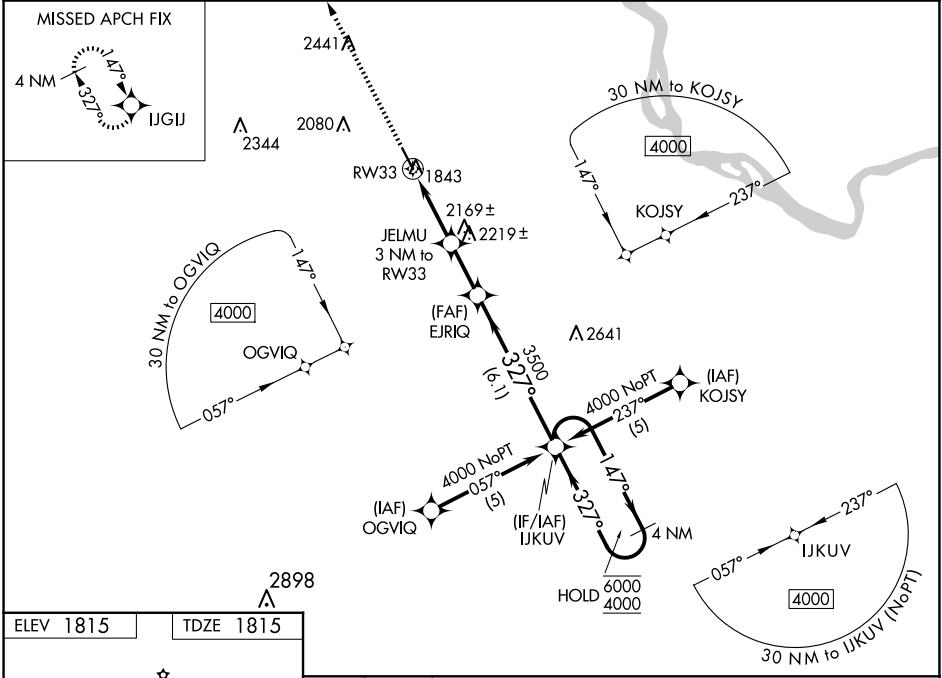 MISSED APCH FIX
4 NM
147°
327°
IJGIJ
2441
2344
2080
RW33
1843
30 NM to KOJSY
4000
147°
237°
KOJSY
2169±
2219±
JELMU
3 NM to
RW33
30 NM to OGVIQ
4000
147°
OGVIQ
057°
(FAF)
EJRIQ
2641
3500
327°
(6.1)
4000 NoPT
237°
(5)
(IAF)
KOJSY
4000 NoPT
057°
(5)
(IAF)
OGVIQ
(IF/IAF)
IJKUV
147°
327°
4 NM
HOLD
6000
4000
237°
057°
IJKUV
4000
30 NM to IJKUV (NoPT)
2898
ELEV 1815
TDZE 1815